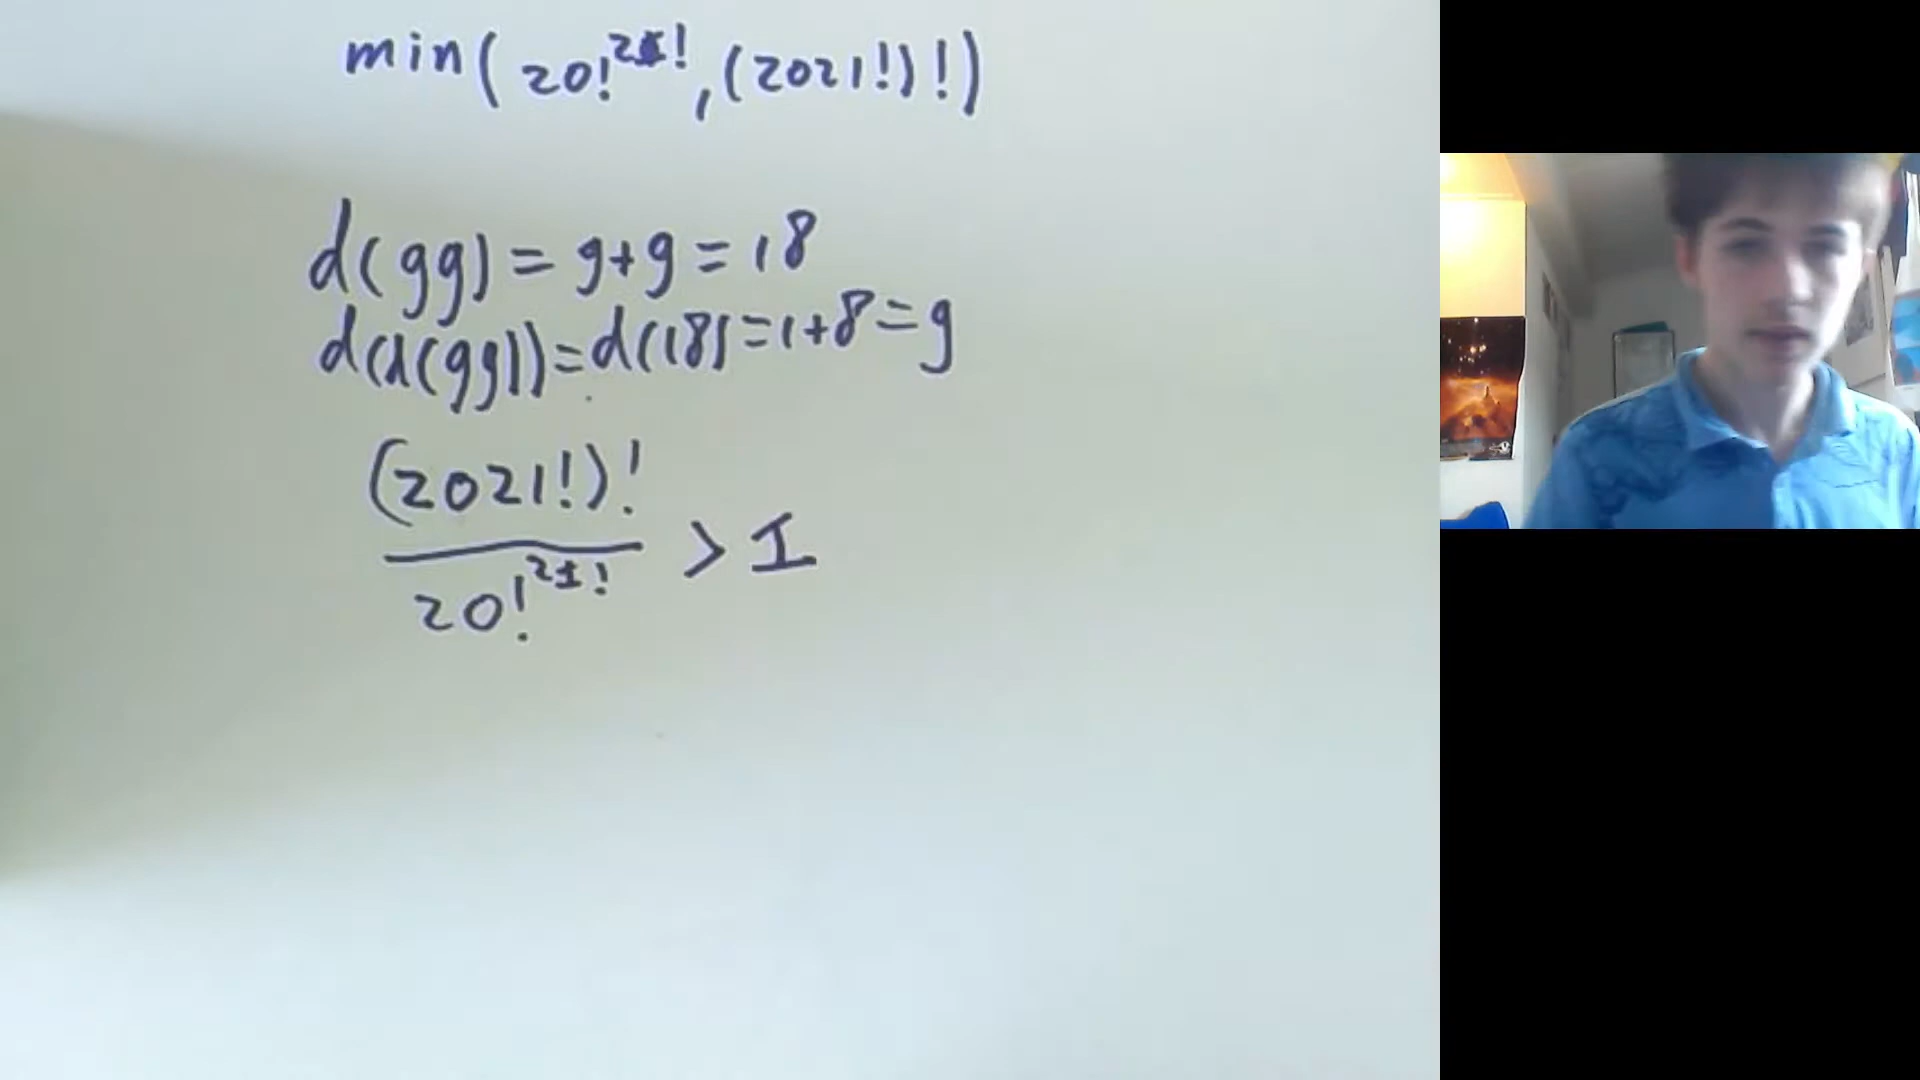 min(20!^21!, (2021!)!)
d(99) = 9+9 = 18
d(d(99)) = d(18) = 1+8 = 9
(2021!)!
/ 20!^21! > 1